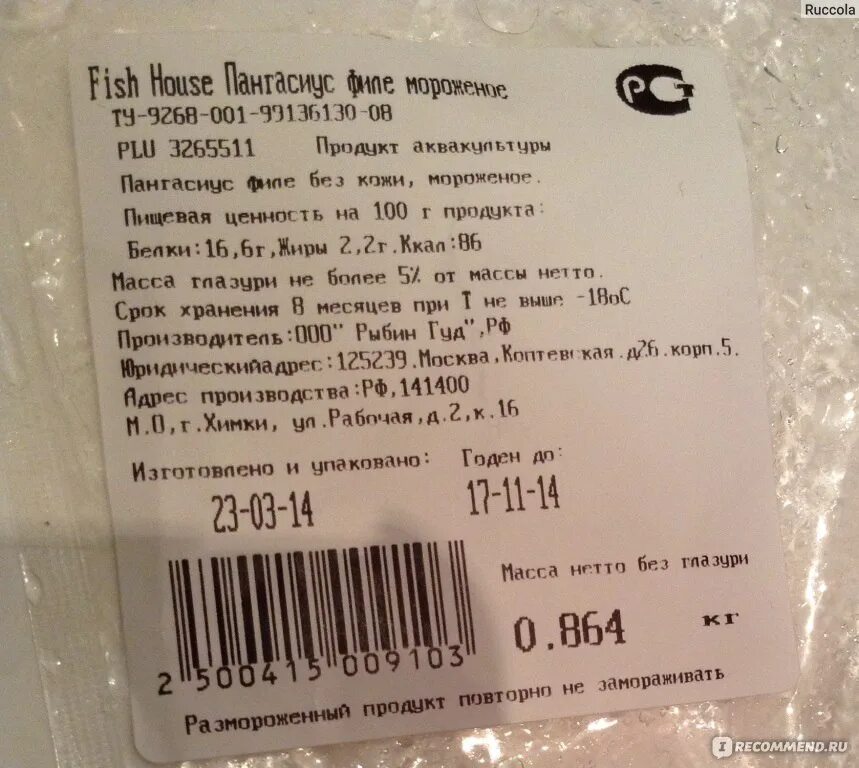 Ruccola
Fish House Пангасиус филе мороженое
ТУ-9268-001-99136130-08
PLU 3265511 Продукт аквакультуры
Пангасиус филе без кожи, мороженое.
Пищевая ценность на 100 г продукта:
Белки:16,6г,Жиры 2,2г.Ккал:86
Масса глазури не более 5% от массы нетто.
Срок хранения 8 месяцев при Т не выше -18оС
Производитель:ООО" Рыбин Гуд",РФ
Юридическийадрес:125239.Москва,Коптевская.д26.корп.5.
Адрес производства:РФ,141400
М.О,г.Химки, ул.Рабочая,д.2,к.16
Изготовлено и упаковано: Годен до:
23-03-14 17-11-14
Масса нетто без глазури
0.864 кг
2 500415 009103
Размороженный продукт повторно не замораживать
РСТ
I RECOMMEND.RU